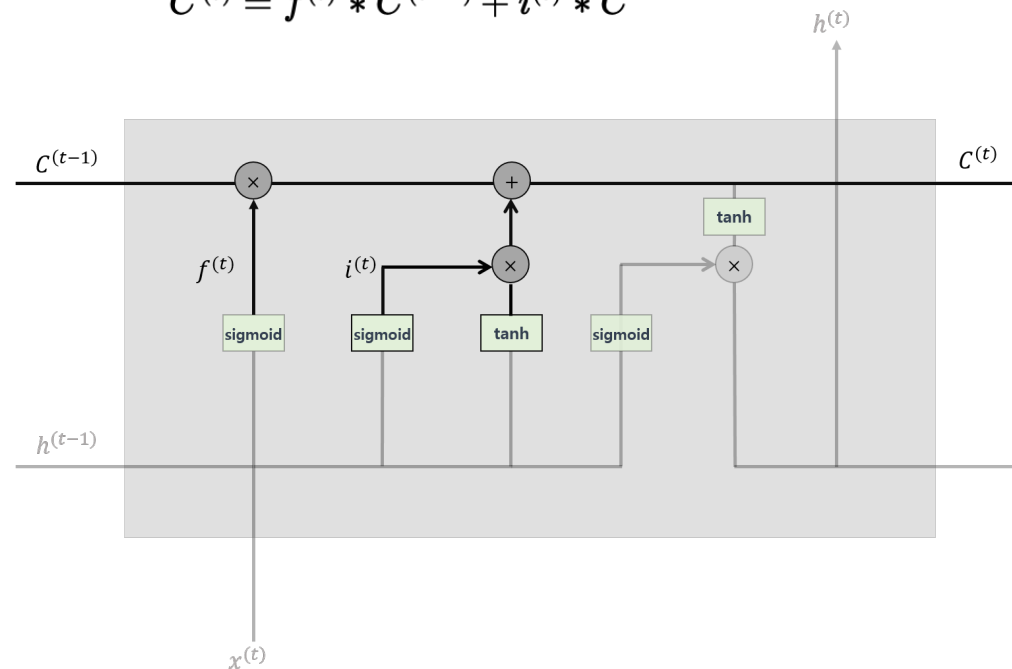 h^(t)
C^(t-1)
C^(t)
×
+
tanh
f^(t)
i^(t)
×
×
sigmoid
sigmoid
tanh
sigmoid
h^(t-1)
x^(t)